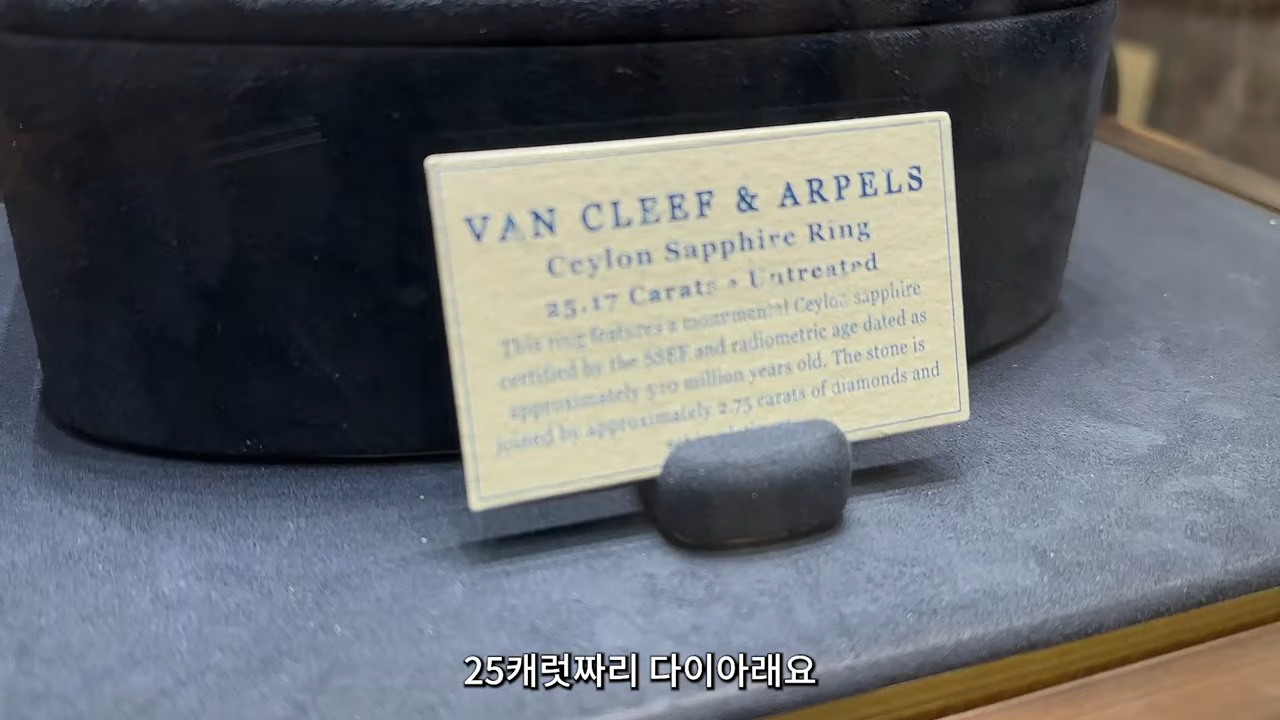 VAN CLEEF & ARPELS
Ceylon Sapphire Ring
25.17 Carats • Untreated
This ring features a monumental Ceylon sapphire
certified by the SSEF and radiometric age dated as
approximately 510 million years old. The stone is
joined by approximately 2.75 carats of diamonds and
25캐럿짜리 다이아래요